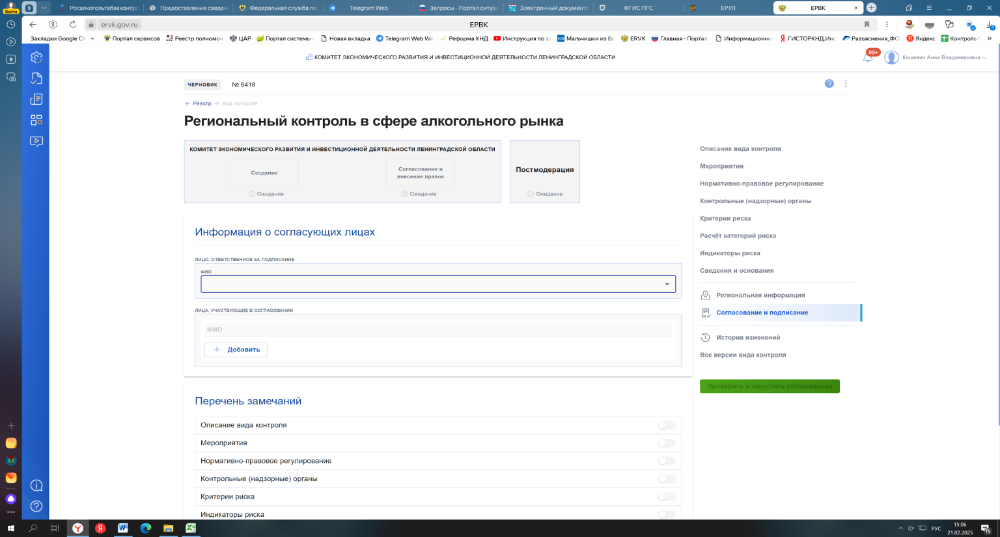 Войти
9
Росалкогольтабакконтро
Предоставление сведен
Федеральная служба по
Telegram Web
Запросы - Портал ситуа
Электронный документо
ФГИС ПГС
ЕРУЛ
ЕРВК
ervk.gov.ru
ЕРВК
Закладки Google Ch
Портал сервисов
Реестр полномоч
ЦАР
Портал системы
Новая вкладка
Telegram Web We
Реформа КНД
Инструкция по за
Мальчишки из Вс
ERVK
Главная - Портал
Информационно-
ГИСТОРКНД.Инс
Разъяснения_ФО
Яндекс
Контроль
9
КОМИТЕТ ЭКОНОМИЧЕСКОГО РАЗВИТИЯ И ИНВЕСТИЦИОННОЙ ДЕЯТЕЛЬНОСТИ ЛЕНИНГРАДСКОЙ ОБЛАСТИ
99+
Кошевич Анна Владимировна
ЧЕРНОВИК
№ 6418
Реестр
Вид контроля
Региональный контроль в сфере алкогольного рынка
КОМИТЕТ ЭКОНОМИЧЕСКОГО РАЗВИТИЯ И ИНВЕСТИЦИОННОЙ ДЕЯТЕЛЬНОСТИ ЛЕНИНГРАДСКОЙ ОБЛАСТИ
Создание
Ожидание
Согласование и
внесение правок
Ожидание
Постмодерация
Ожидание
Информация о согласующих лицах
ЛИЦО, ОТВЕТСТВЕННОЕ ЗА ПОДПИСАНИЕ
ФИО
ЛИЦА, УЧАСТВУЮЩИЕ В СОГЛАСОВАНИИ
ФИО
Добавить
Перечень замечаний
Описание вида контроля
Мероприятия
Нормативно-правовое регулирование
Контрольные (надзорные) органы
Критерии риска
Индикаторы риска
Описание вида контроля
Мероприятия
Нормативно-правовое регулирование
Контрольные (надзорные) органы
Критерии риска
Расчёт категорий риска
Индикаторы риска
Сведения и основания
Региональная информация
Согласование и подписание
История изменений
Все версии вида контроля
Проверить и запустить согласование
РУС
15:06
21.02.2025
15